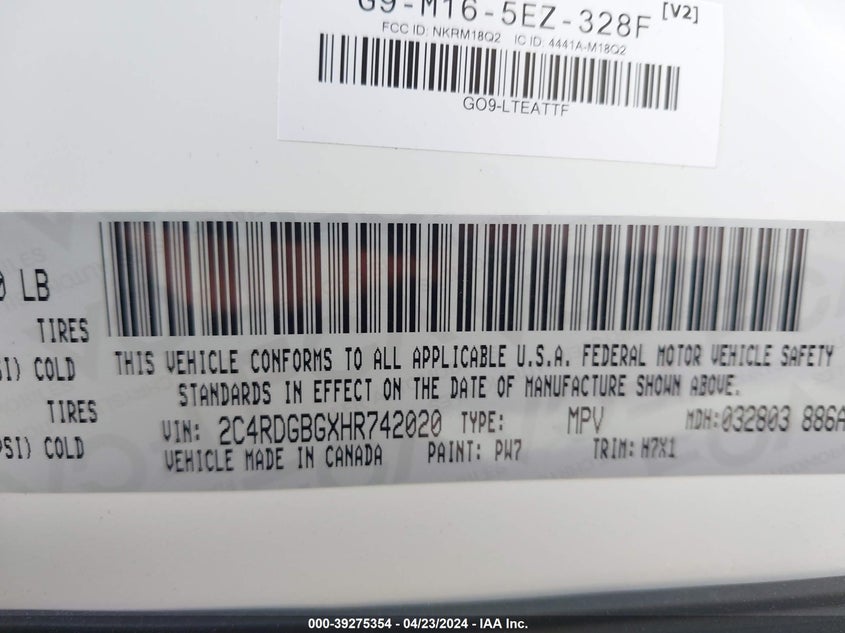 G9-M16-5EZ-328F [V2]
FCC ID: NKRM18Q2 IC ID: 4441A-M18Q2
GO9-LTEATTF
0 LB
TIRES
SI) COLD
TIRES
PSI) COLD
THIS VEHICLE CONFORMS TO ALL APPLICABLE U.S.A. FEDERAL MOTOR VEHICLE SAFETY
STANDARDS IN EFFECT ON THE DATE OF MANUFACTURE SHOWN ABOVE.
VIN: 2C4RDGBGXHR742020 TYPE: MPV MDH: 032803 886A
VEHICLE MADE IN CANADA PAINT: PW7 TRIM: H7X1
000-39275354 / 04/23/2024 - IAA Inc.